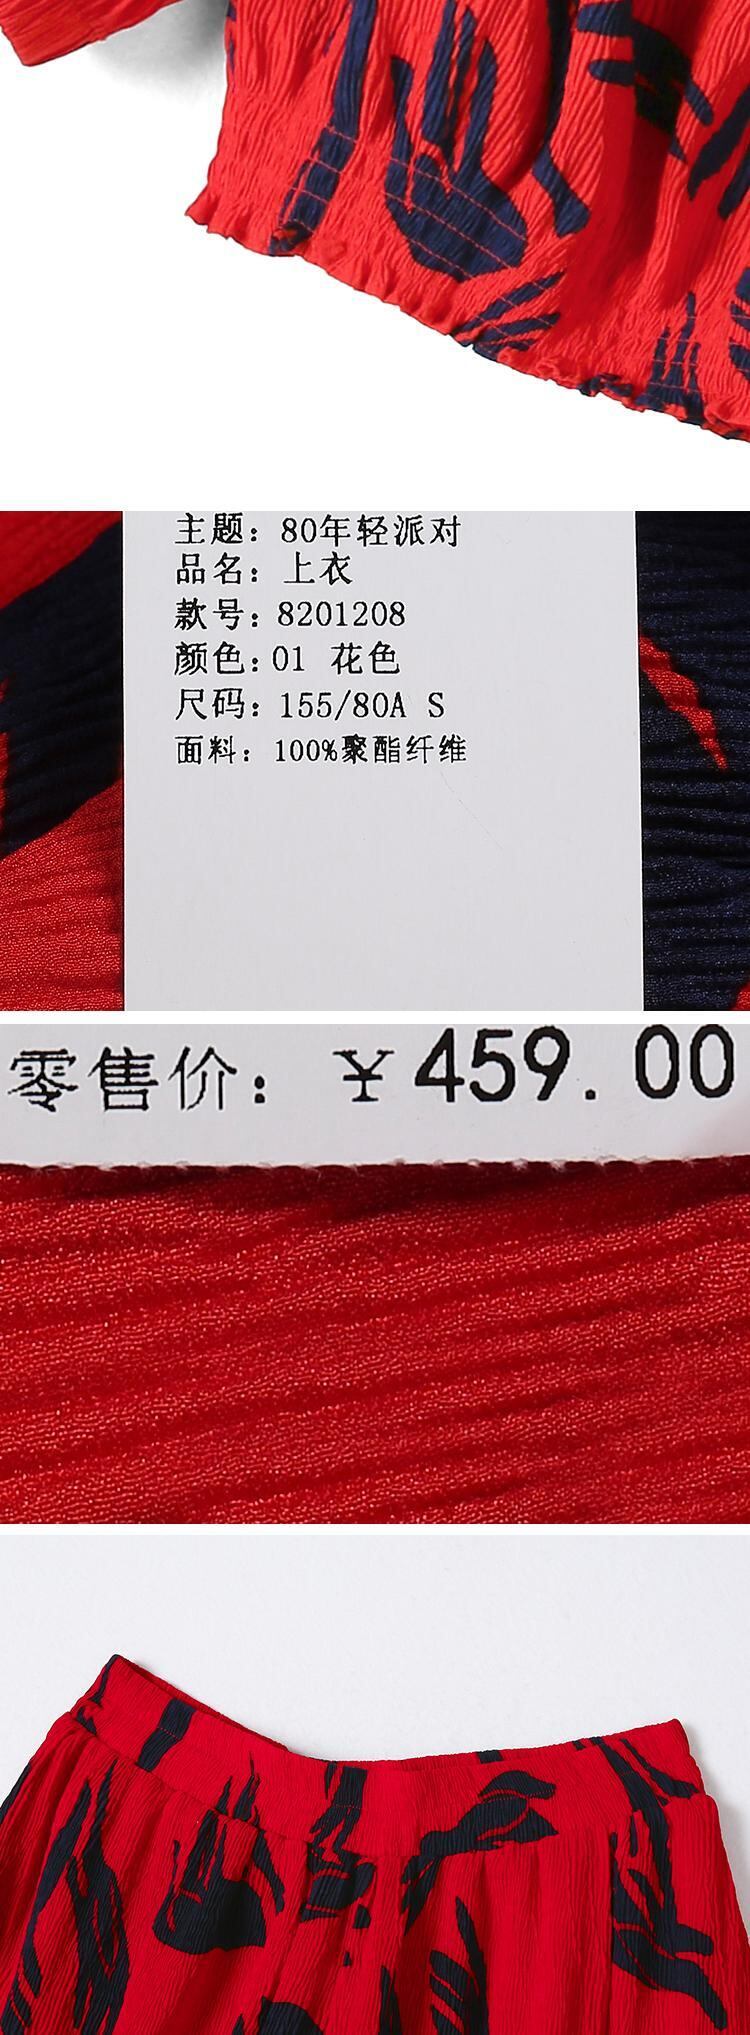 主题：80年轻派对
品名：上衣
款号：8201208
颜色：01 花色
尺码：155/80A S
面料：100%聚酯纤维
零售价：￥459.00